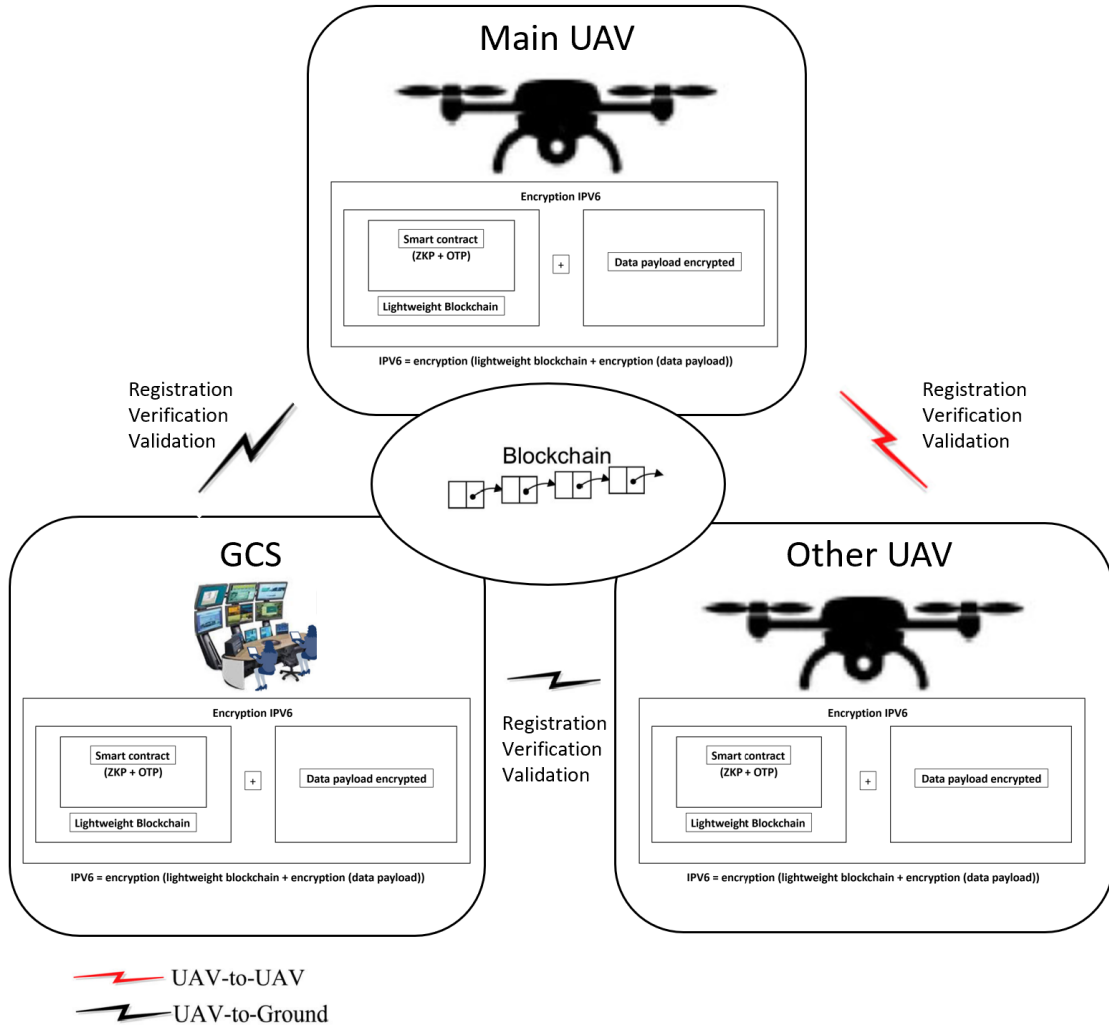 Main UAV
Encryption IPV6
Smart contract
(ZKP + OTP)
+
Data payload encrypted
Lightweight Blockchain
IPV6 = encryption (lightweight blockchain + encryption (data payload))
Registration
Verification
Validation
Registration
Verification
Validation
Blockchain
GCS
Encryption IPV6
Smart contract
(ZKP + OTP)
+
Data payload encrypted
Lightweight Blockchain
IPV6 = encryption (lightweight blockchain + encryption (data payload))
Registration
Verification
Validation
Other UAV
Encryption IPV6
Smart contract
(ZKP + OTP)
+
Data payload encrypted
Lightweight Blockchain
IPV6 = encryption (lightweight blockchain + encryption (data payload))
UAV-to-UAV
UAV-to-Ground